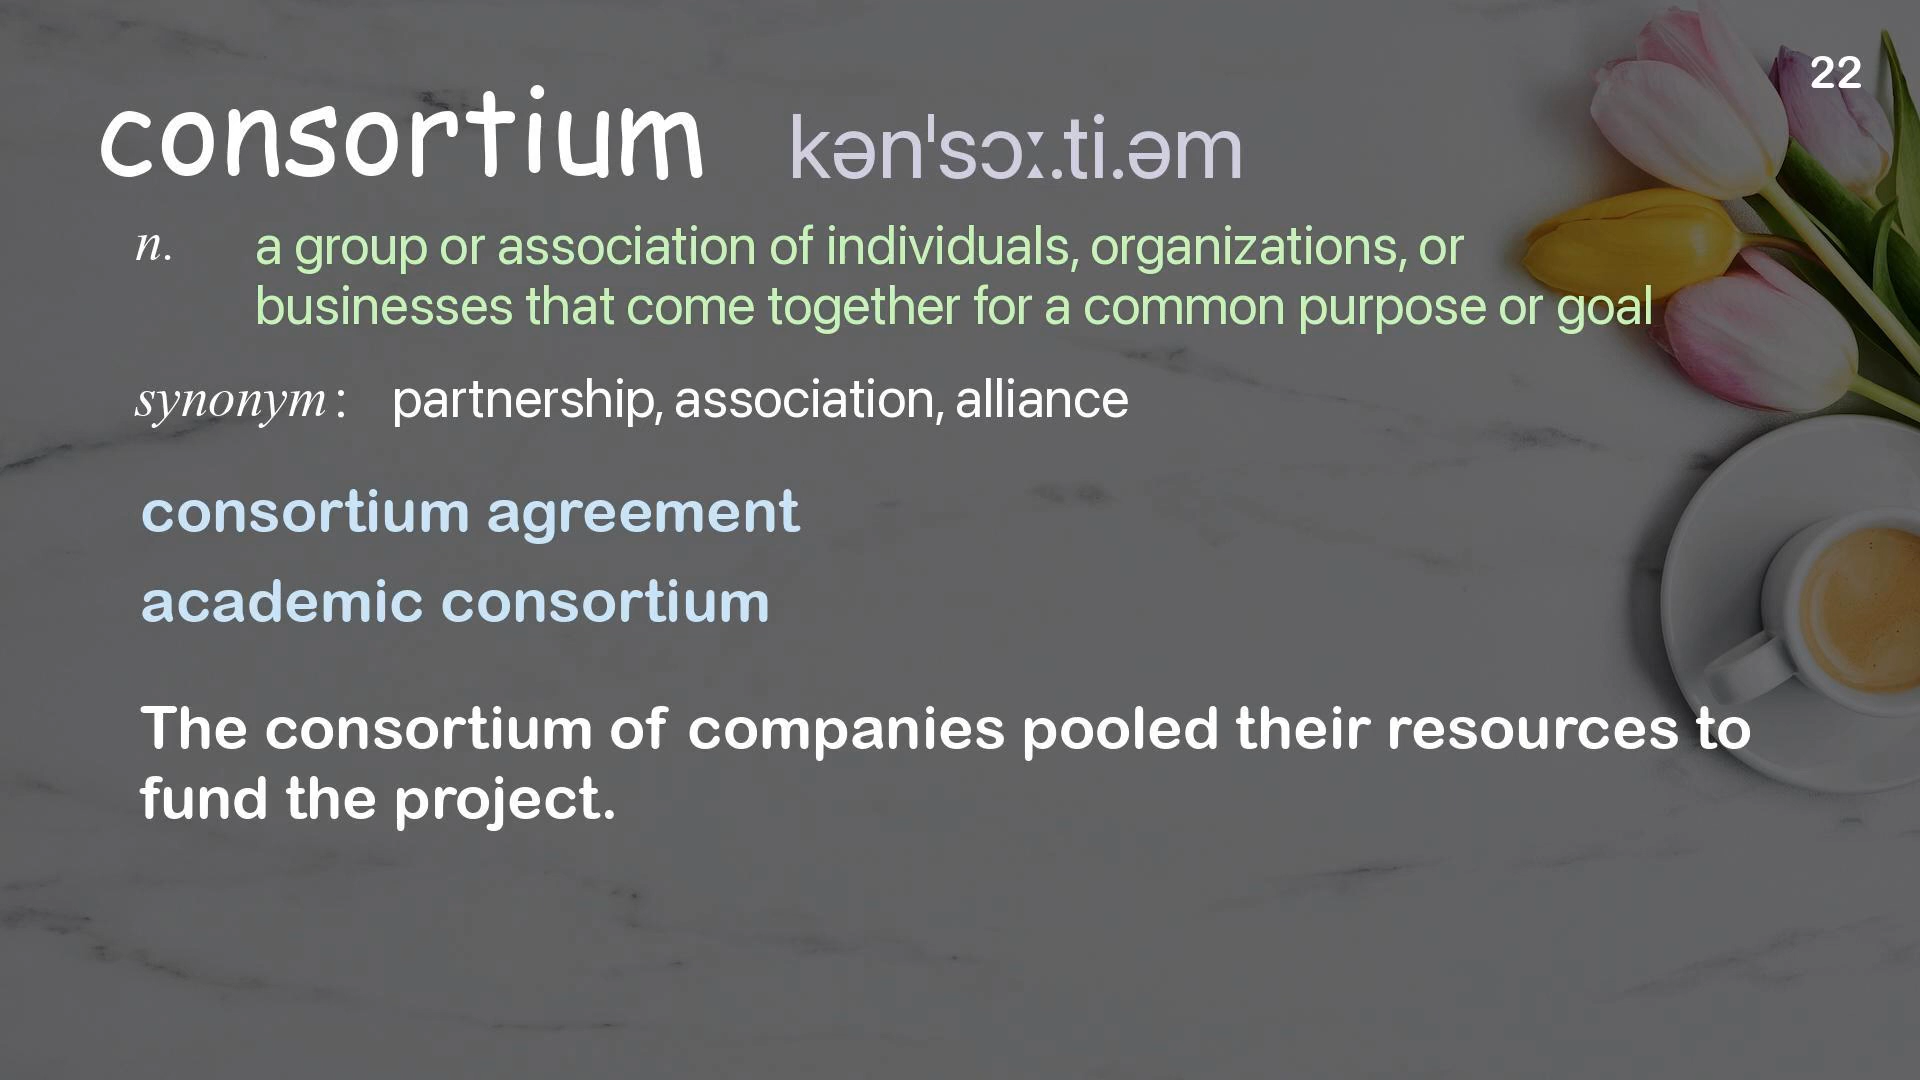 22
consortium kən'sɔː.ti.əm
n. a group or association of individuals, organizations, or
businesses that come together for a common purpose or goal
synonym : partnership, association, alliance
consortium agreement
academic consortium
The consortium of companies pooled their resources to
fund the project.